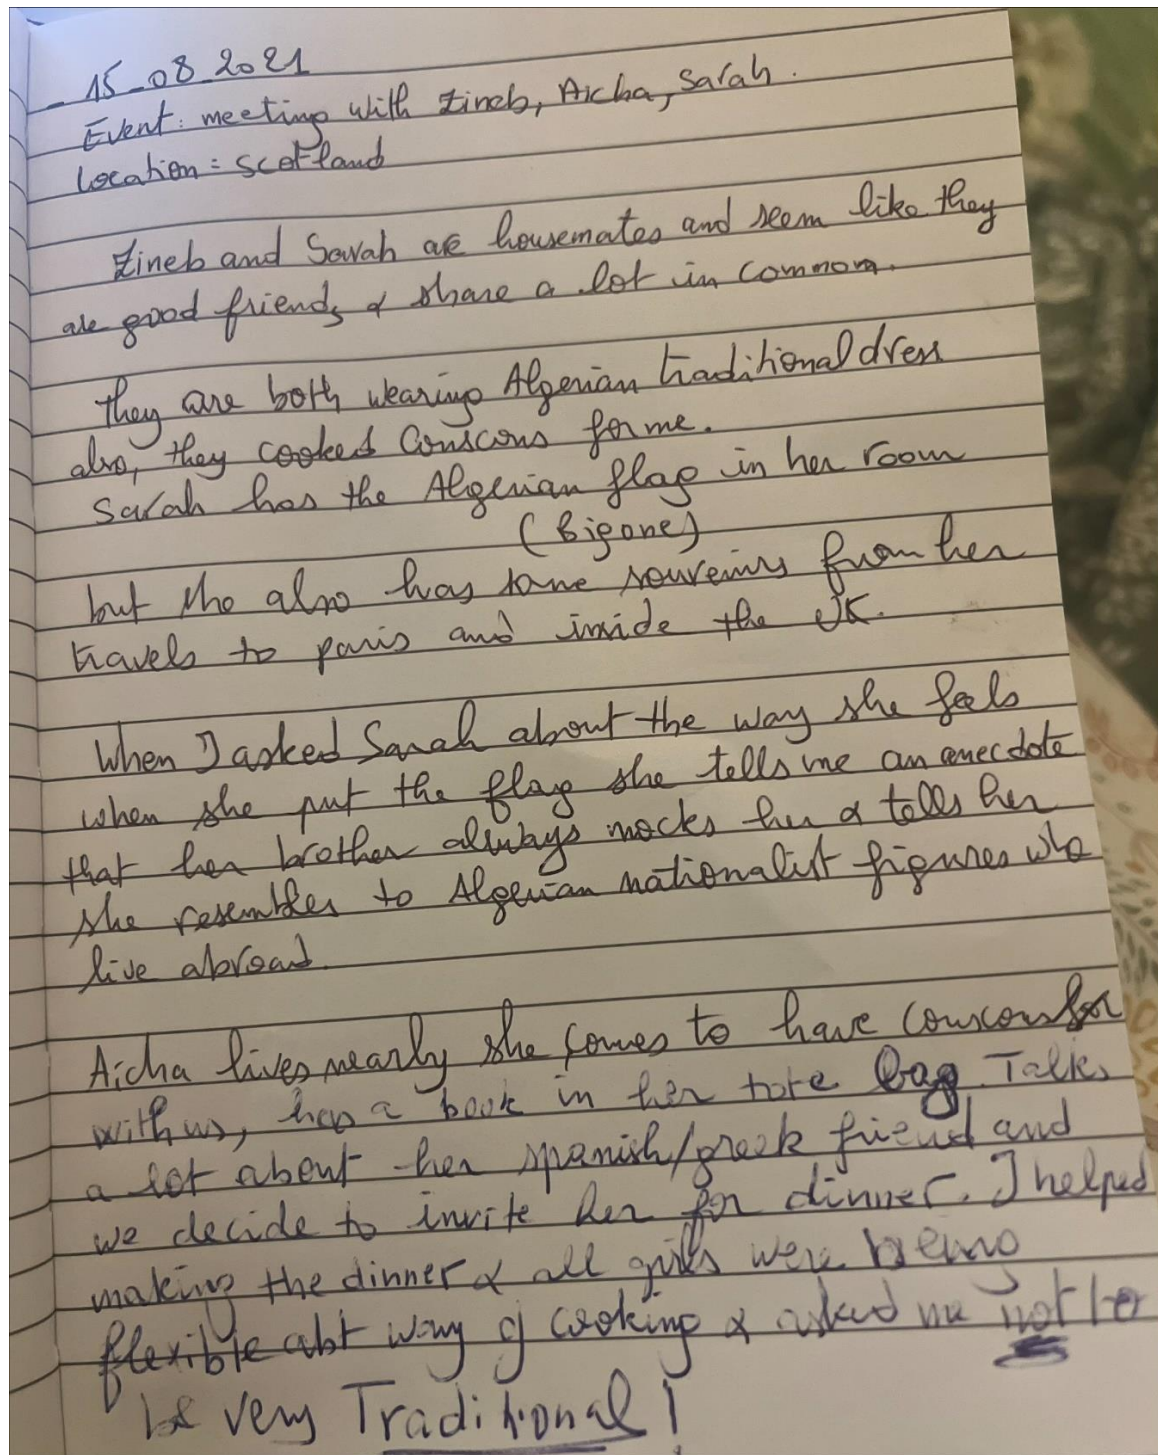 _ 15_08_2021
Event: meeting with Zineb, Aicha, Sarah.
Location = Scotland
Zineb and Sarah are housemates and seem like they
are good friends & share a lot in common.
they are both wearing Algerian traditional dress
also, they cooked Couscous for me.
Sarah has the Algerian flag in her room
(Big one)
but she also has some souvenirs from her
travels to paris and inside the UK.
When I asked Sarah about the way she feels
when she put the flag she tells me an anecdote
that her brother always mocks her & tells her
she resembles to Algerian nationalist figures who
live abroad.
Aicha lives nearly she comes to have couscous
with us, has a book in her tote bag. Talks
a lot about her spanish/greek friend and
we decide to invite her for dinner. I helped
making the dinner & all girls were being
flexible abt way of cooking & asked me not to
be very Traditional!